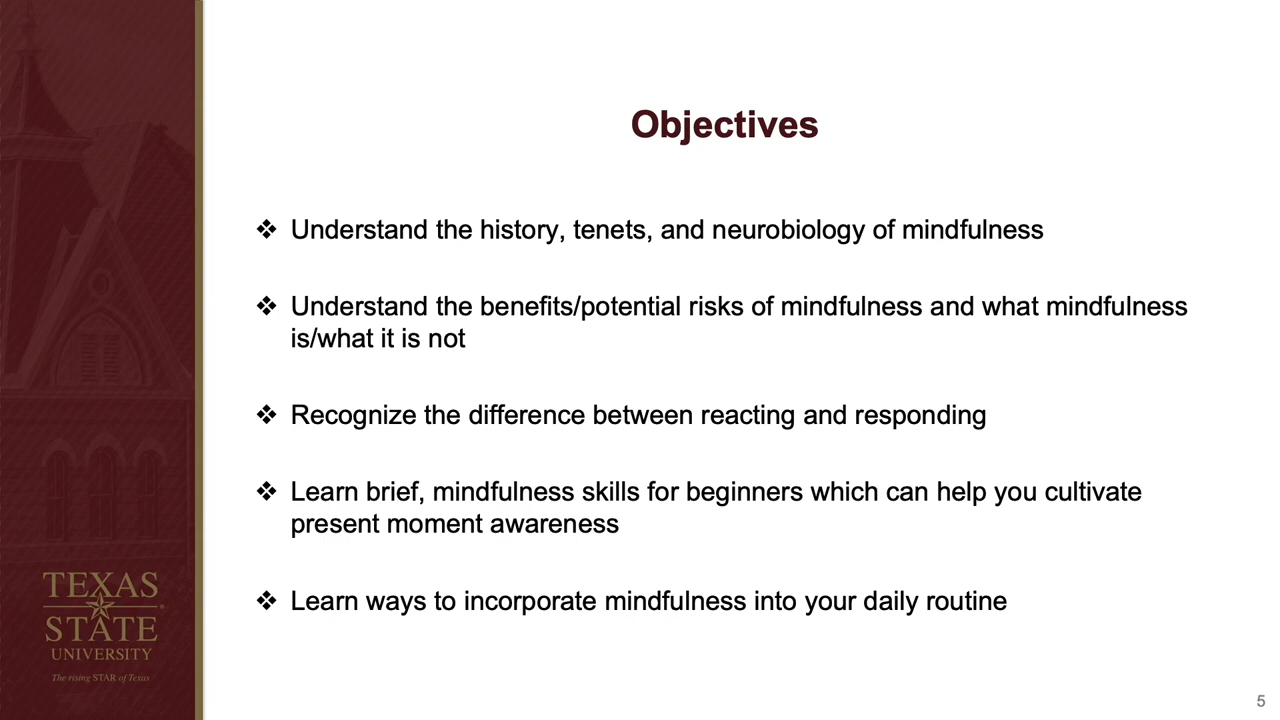 Objectives
❖ Understand the history, tenets, and neurobiology of mindfulness
❖ Understand the benefits/potential risks of mindfulness and what mindfulness
is/what it is not
❖ Recognize the difference between reacting and responding
❖ Learn brief, mindfulness skills for beginners which can help you cultivate
present moment awareness
❖ Learn ways to incorporate mindfulness into your daily routine
TEXAS
STATE
UNIVERSITY
The rising STAR of Texas
5